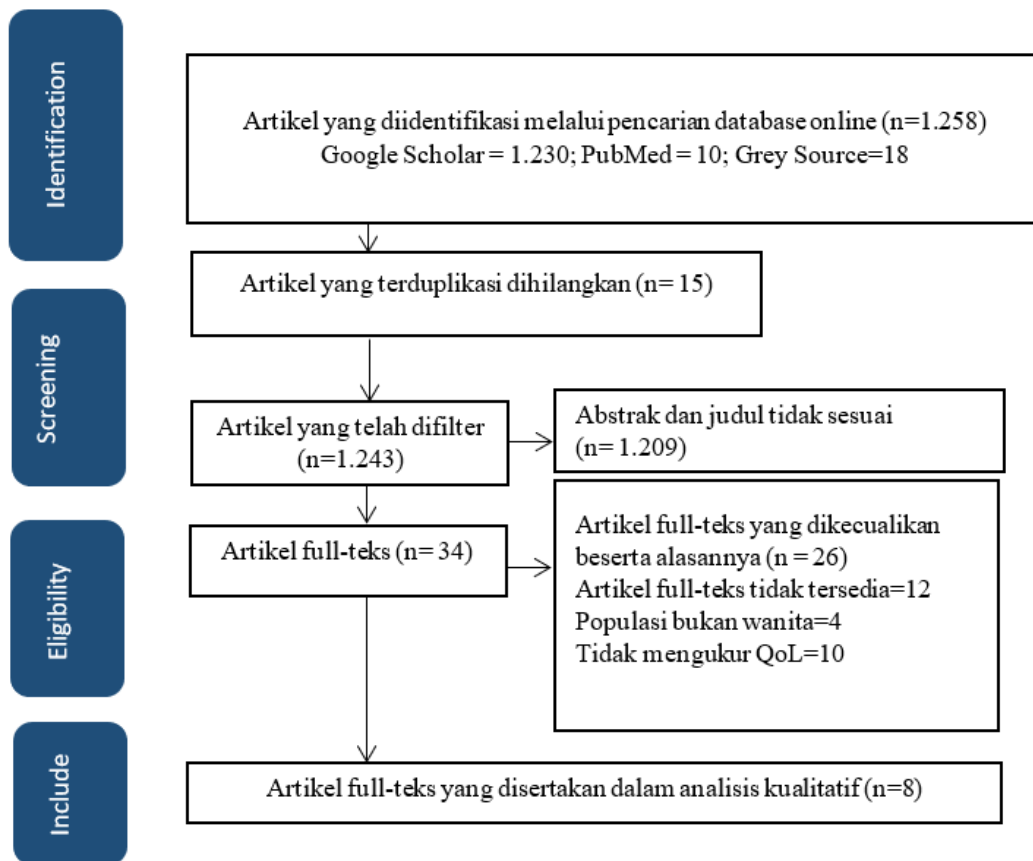 Identification
Artikel yang diidentifikasi melalui pencarian database online (n=1.258)
Google Scholar = 1.230; PubMed = 10; Grey Source=18
Artikel yang terduplikasi dihilangkan (n= 15)
Screening
Artikel yang telah difilter
(n=1.243)
Abstrak dan judul tidak sesuai
(n= 1.209)
Eligibility
Artikel full-teks (n= 34)
Artikel full-teks yang dikecualikan
beserta alasannya (n = 26)
Artikel full-teks tidak tersedia=12
Populasi bukan wanita=4
Tidak mengukur QoL=10
Include
Artikel full-teks yang disertakan dalam analisis kualitatif (n=8)